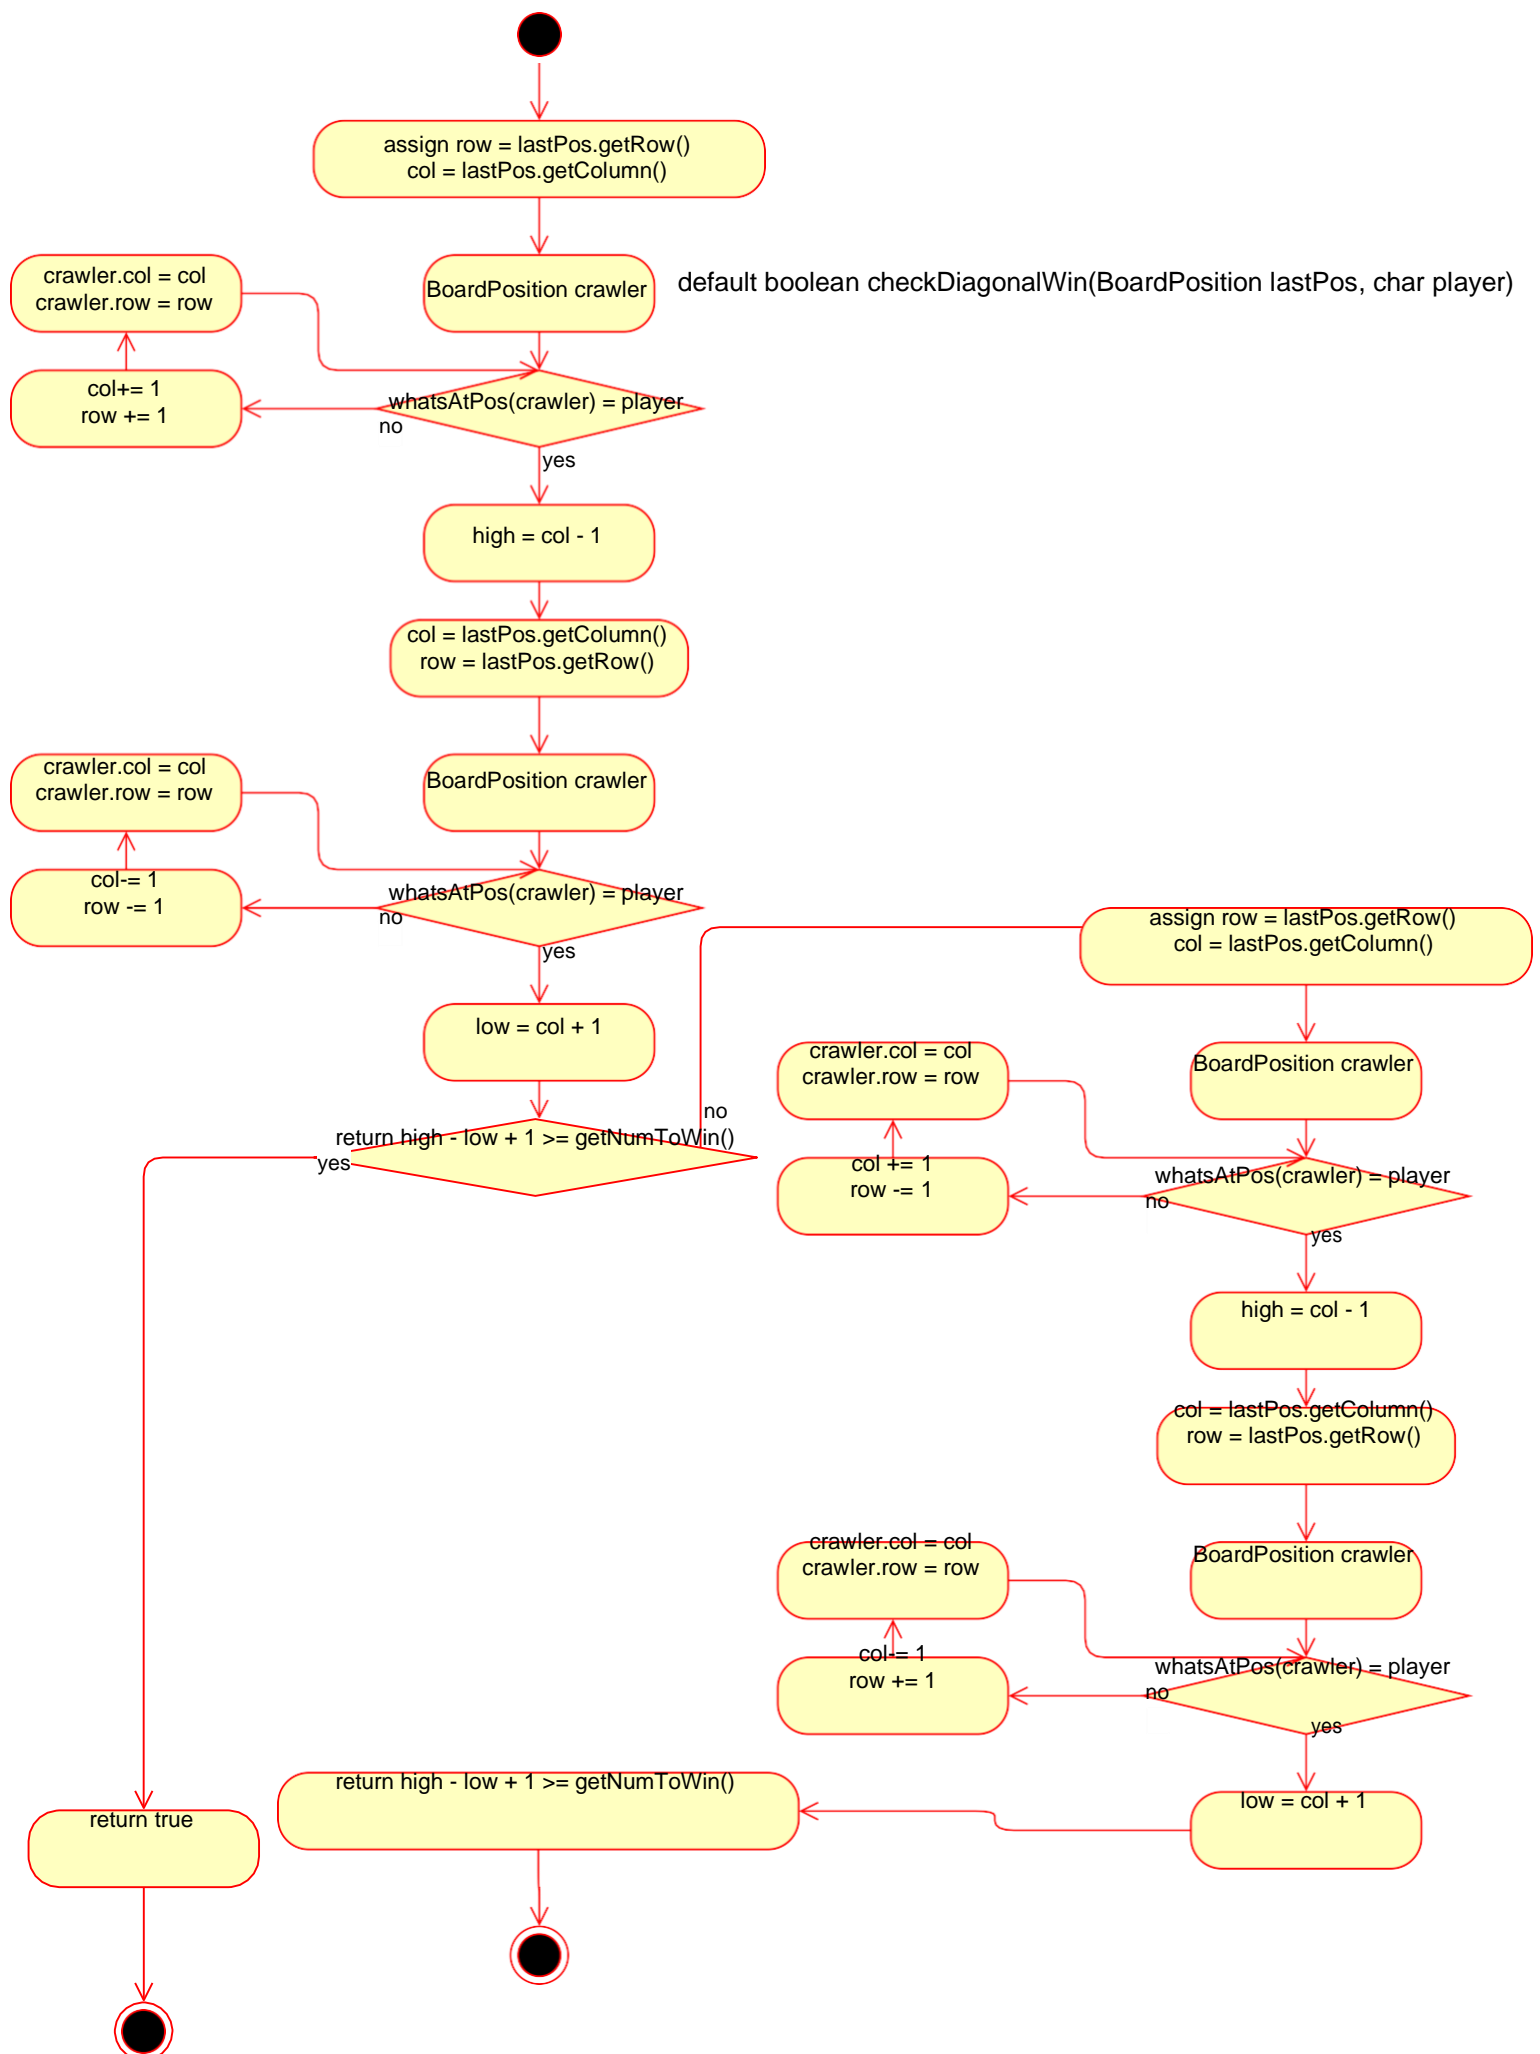 assign row = lastPos.getRow()
col = lastPos.getColumn()
crawler.col = col
crawler.row = row
BoardPosition crawler
default boolean checkDiagonalWin(BoardPosition lastPos, char player)
col+= 1
row += 1
whatsAtPos(crawler) = player
no
yes
high = col - 1
col = lastPos.getColumn()
row = lastPos.getRow()
crawler.col = col
crawler.row = row
BoardPosition crawler
col-= 1
row -= 1
whatsAtPos(crawler) = player
no
yes
low = col + 1
return high - low + 1 >= getNumToWin()
yes
no
assign row = lastPos.getRow()
col = lastPos.getColumn()
crawler.col = col
crawler.row = row
BoardPosition crawler
col += 1
row -= 1
whatsAtPos(crawler) = player
no
yes
high = col - 1
col = lastPos.getColumn()
row = lastPos.getRow()
crawler.col = col
crawler.row = row
BoardPosition crawler
col-= 1
row += 1
whatsAtPos(crawler) = player
no
yes
low = col + 1
return high - low + 1 >= getNumToWin()
return true